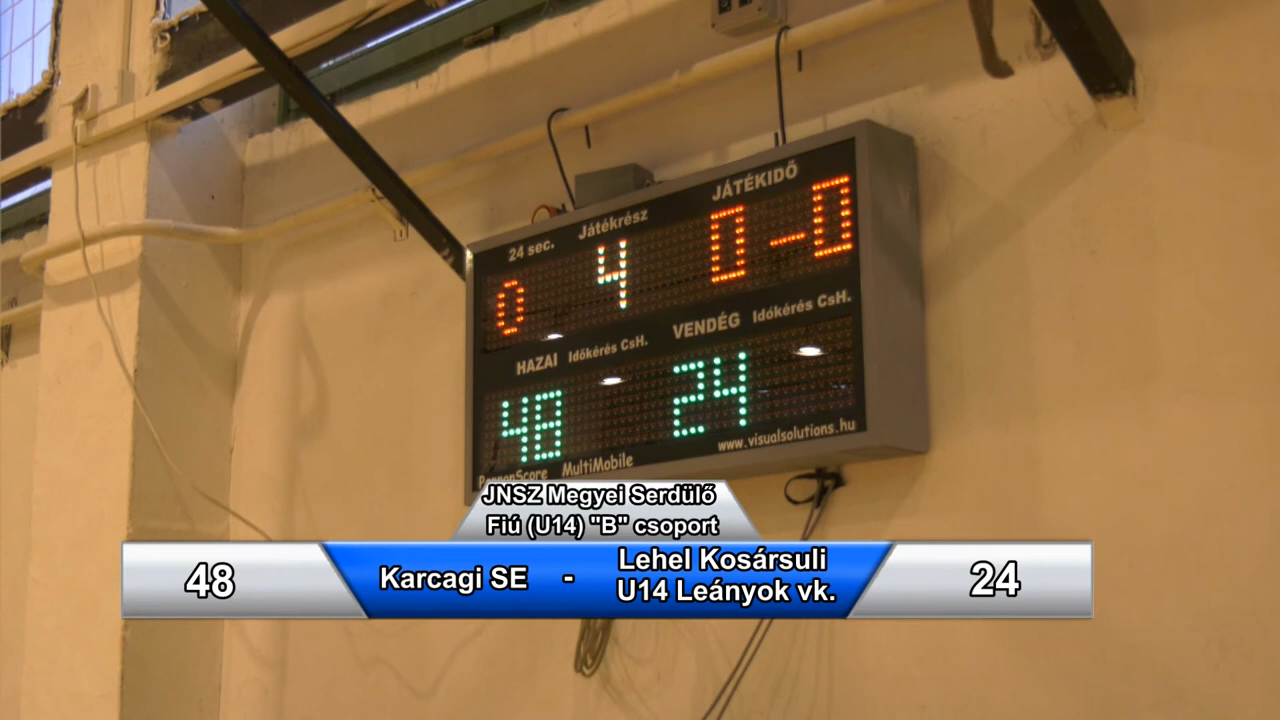 24 sec. Játékrész JÁTÉKIDŐ
0 4 0-0
HAZAI Időkérés CsH. VENDÉG Időkérés CsH.
48 24
MultiMobile www.visualsolutions.hu
JNSZ Megyei Serdülő
Fiú (U14) "B" csoport
48 Karcagi SE - Lehel Kosársuli 24
U14 Leányok vk.